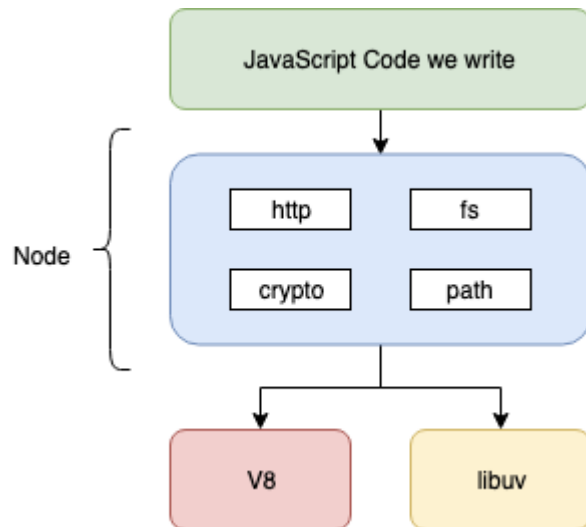 JavaScript Code we write
http
fs
Node
crypto
path
V8
libuv